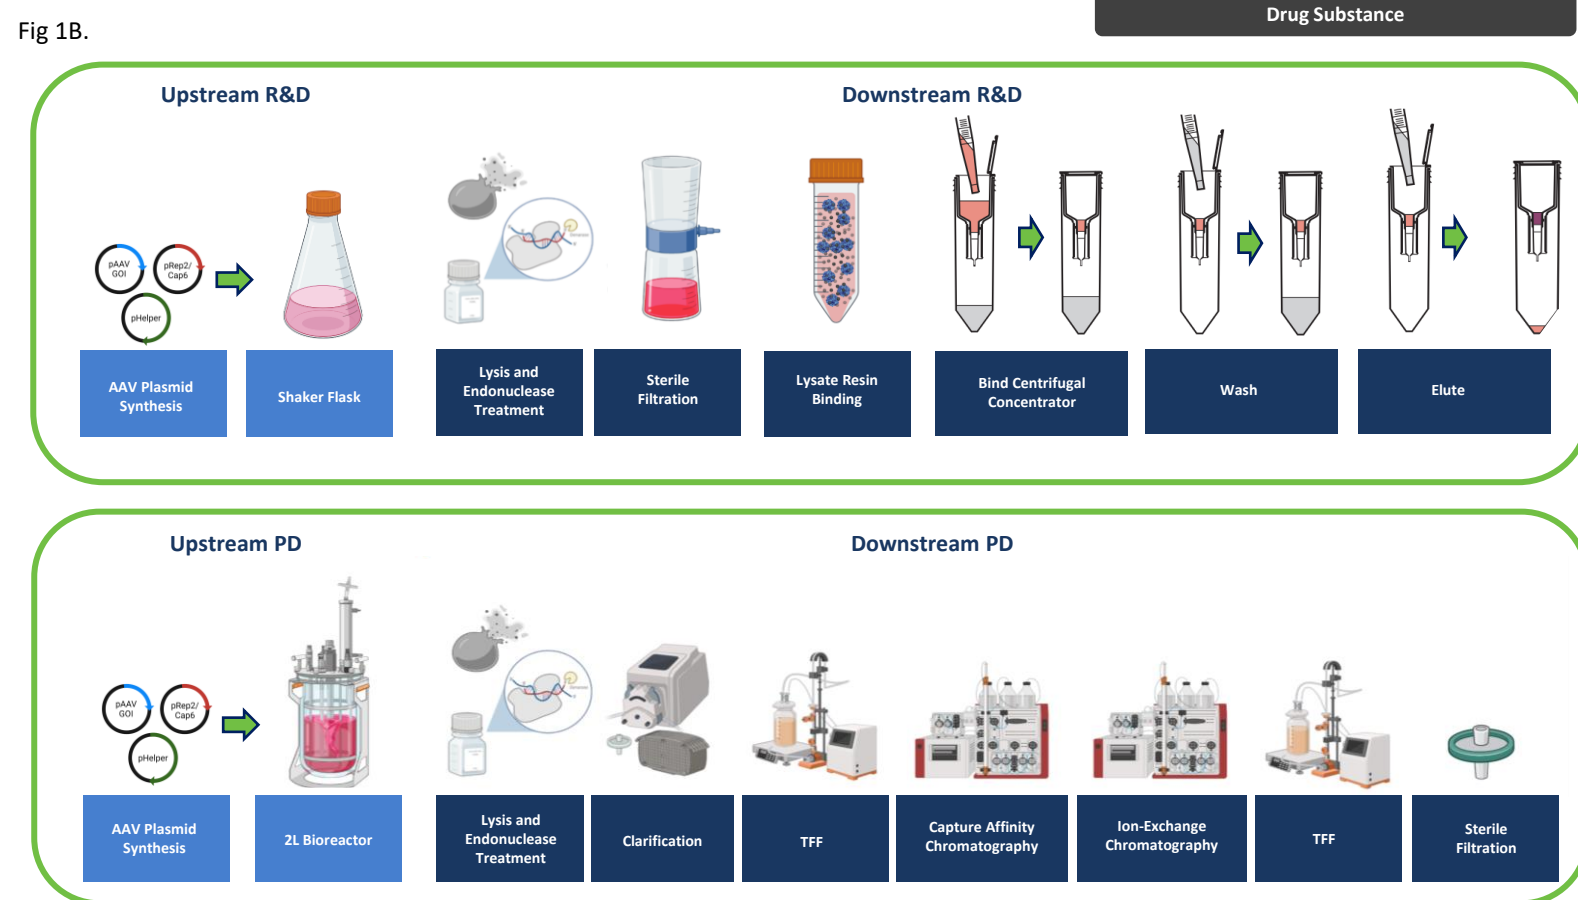 Drug Substance
Fig 1B.
Upstream R&D
Downstream R&D
pAAV
GOI
pRep2/
Cap6
pHelper
AAV Plasmid
Synthesis
Shaker Flask
Lysis and
Endonuclease
Treatment
Sterile
Filtration
Lysate Resin
Binding
Bind Centrifugal
Concentrator
Wash
Elute
Upstream PD
Downstream PD
pAAV
GOI
pRep2/
Cap6
pHelper
AAV Plasmid
Synthesis
2L Bioreactor
Lysis and
Endonuclease
Treatment
Clarification
TFF
Capture Affinity
Chromatography
Ion-Exchange
Chromatography
TFF
Sterile
Filtration